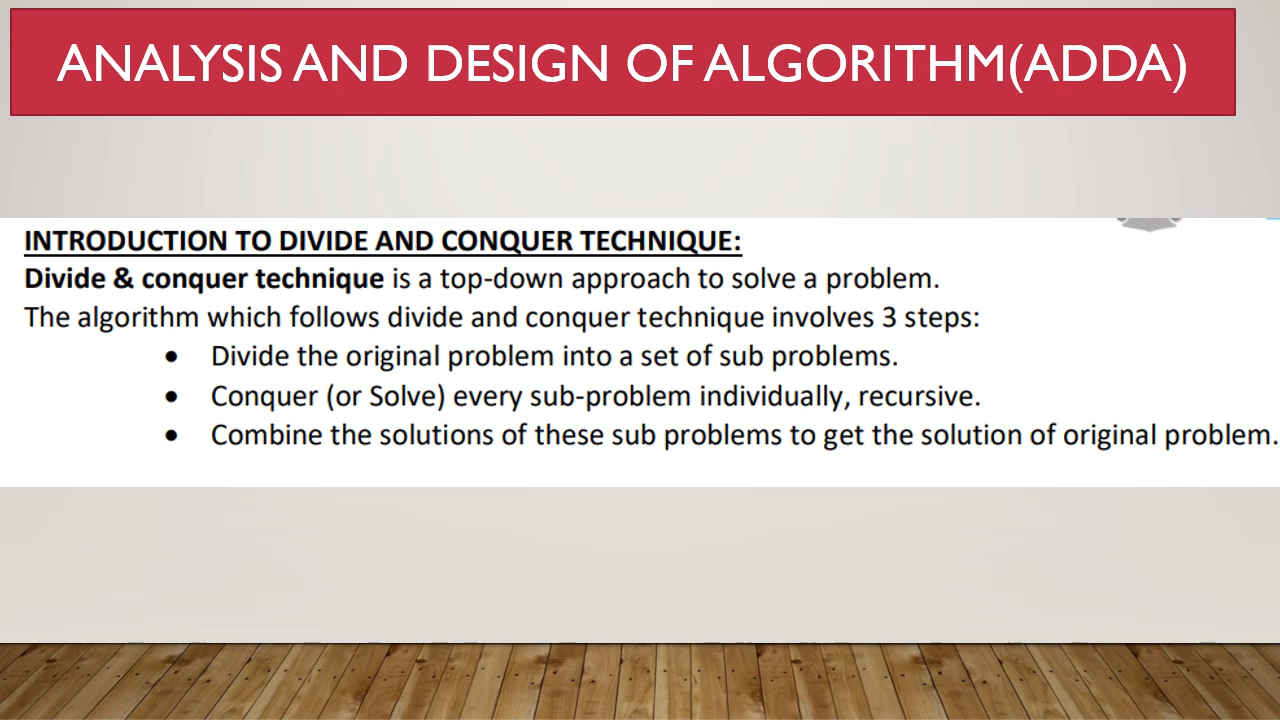 ANALYSIS AND DESIGN OF ALGORITHM(ADDA)
INTRODUCTION TO DIVIDE AND CONQUER TECHNIQUE:
Divide & conquer technique is a top-down approach to solve a problem.
The algorithm which follows divide and conquer technique involves 3 steps:
• Divide the original problem into a set of sub problems.
• Conquer (or Solve) every sub-problem individually, recursive.
• Combine the solutions of these sub problems to get the solution of original problem.